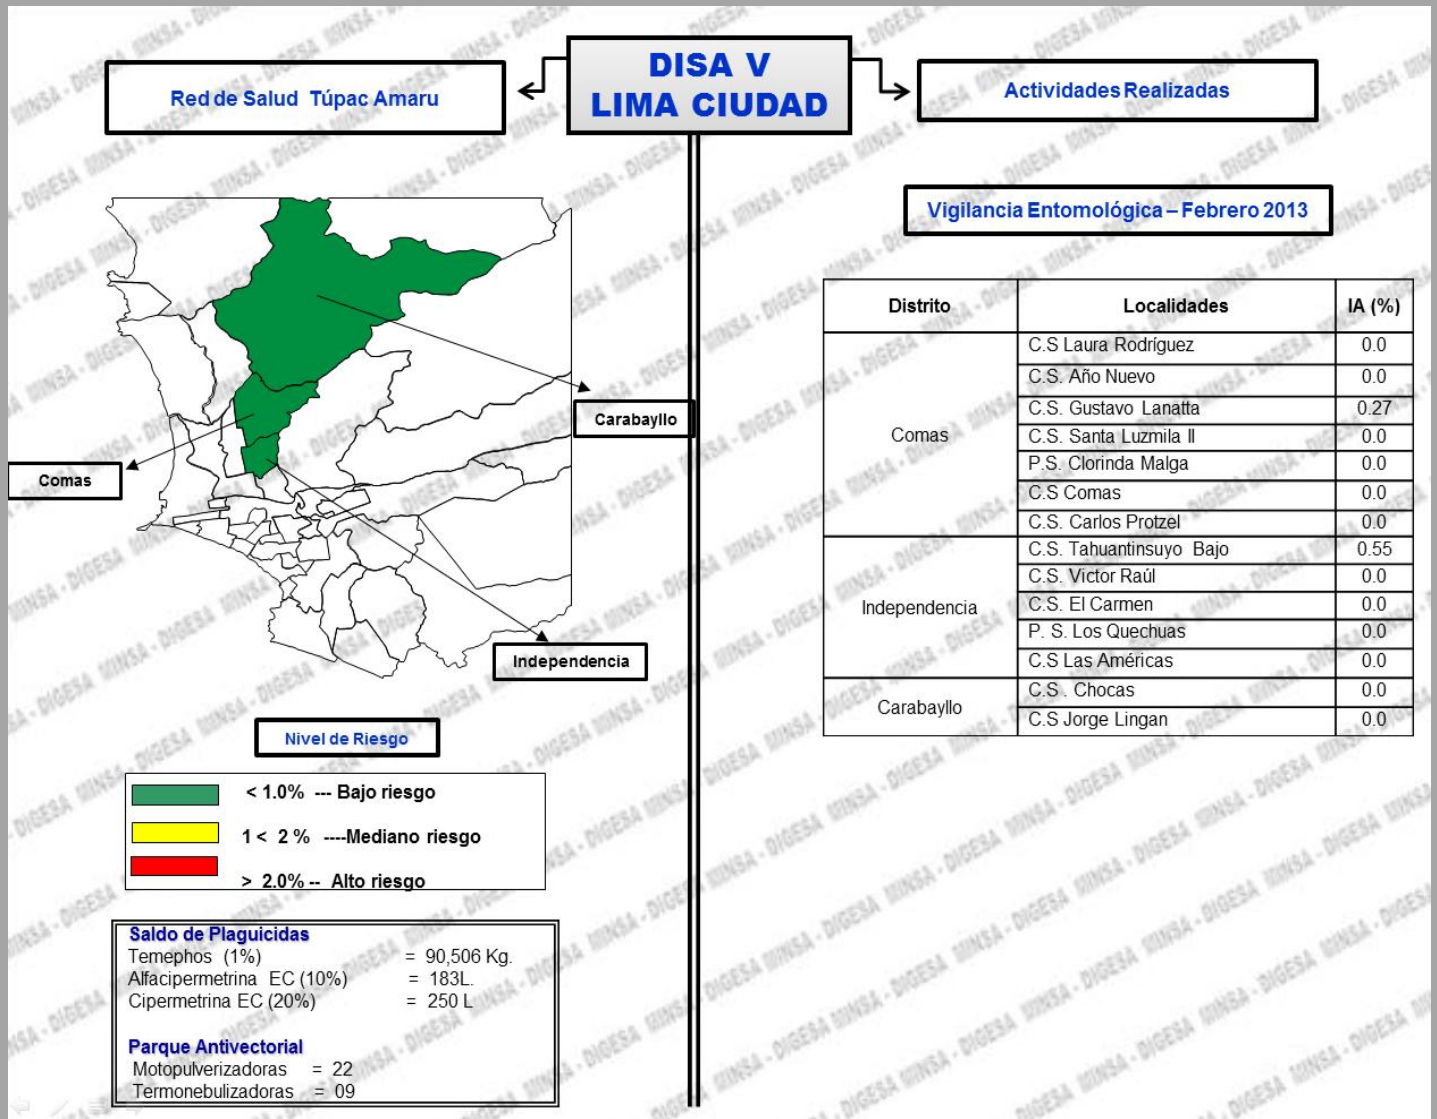 DISA V
LIMA CIUDAD
Red de Salud Túpac Amaru
Actividades Realizadas
Vigilancia Entomológica – Febrero 2013
Carabayllo
Comas
Independencia
Nivel de Riesgo
< 1.0% --- Bajo riesgo
1 < 2 % ----Mediano riesgo
> 2.0% -- Alto riesgo
Saldo de Plaguicidas
Temephos (1%) = 90,506 Kg.
Alfacipermetrina EC (10%) = 183L.
Cipermetrina EC (20%) = 250 L
Parque Antivectorial
Motopulverizadoras = 22
Termonebulizadoras = 09
Distrito Localidades IA (%)
Comas
C.S Laura Rodríguez 0.0
C.S. Año Nuevo 0.0
C.S. Gustavo Lanatta 0.27
C.S. Santa Luzmila II 0.0
P.S. Clorinda Malga 0.0
C.S Comas 0.0
C.S. Carlos Protzel 0.0
Independencia
C.S. Tahuantinsuyo Bajo 0.55
C.S. Victor Raúl 0.0
C.S. El Carmen 0.0
P. S. Los Quechuas 0.0
C.S Las Américas 0.0
Carabayllo
C.S . Chocas 0.0
C.S Jorge Lingan 0.0
MINSA - DIGESA